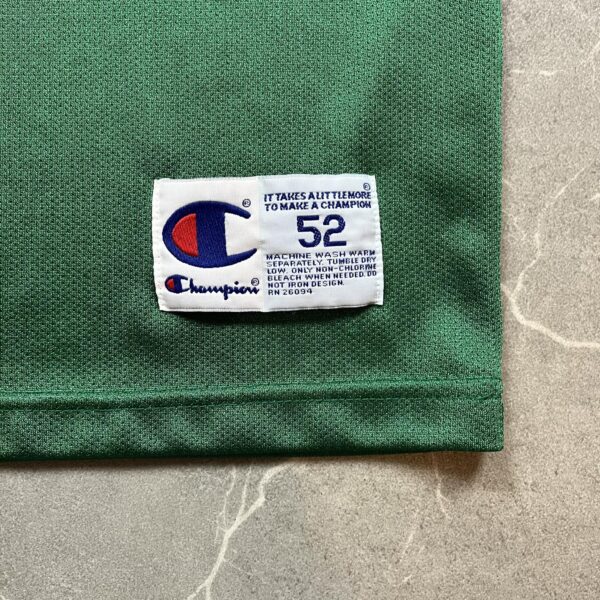 Champion®
®
IT TAKES A LITTLE MORE®
TO MAKE A CHAMPION
52
MACHINE WASH WARM
SEPARATELY. TUMBLE DRY
LOW. ONLY NON-CHLORINE
BLEACH WHEN NEEDED. DO
NOT IRON DESIGN.
RN 26094